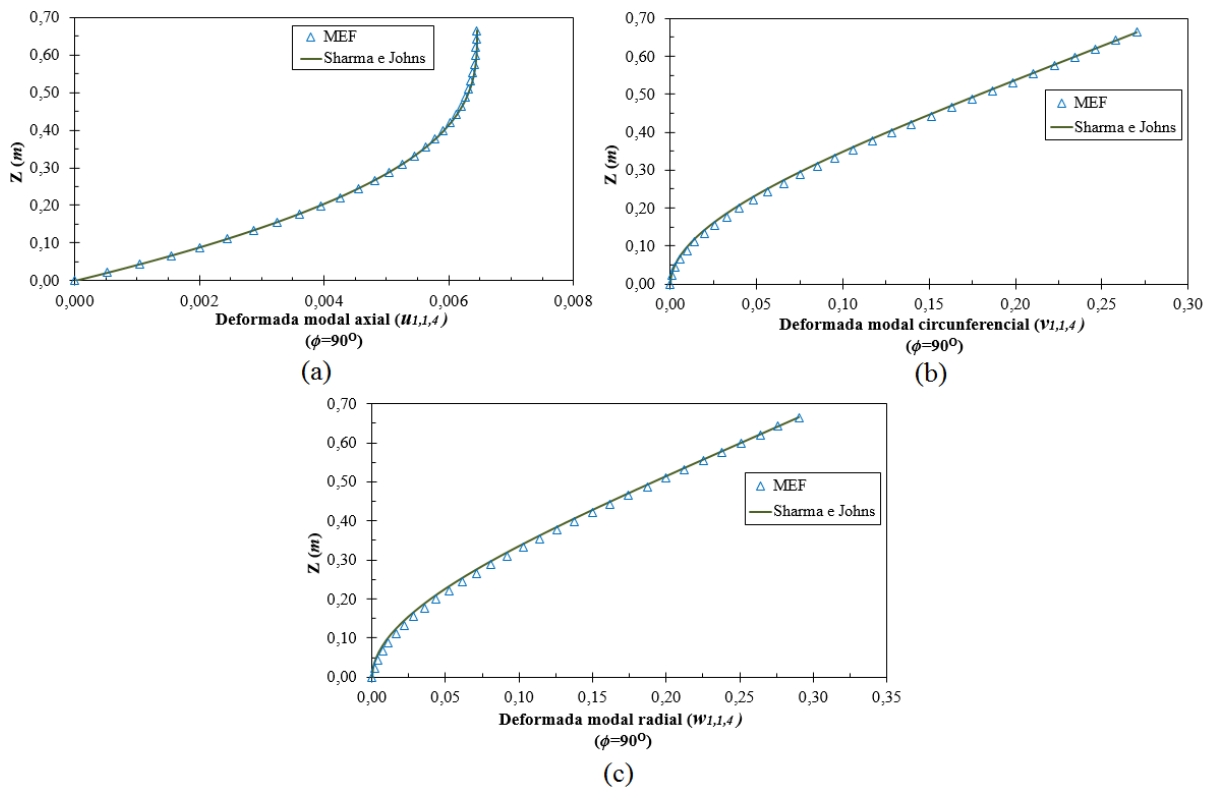 0,70
0,60
0,50
0,40
0,30
0,20
0,10
0,00
Z (m)
MEF
Sharma e Johns
0,000 0,002 0,004 0,006 0,008
Deformada modal axial (u1,1,4)
(ϕ=90º)
(a)
0,70
0,60
0,50
0,40
0,30
0,20
0,10
0,00
Z (m)
MEF
Sharma e Johns
0,00 0,05 0,10 0,15 0,20 0,25 0,30
Deformada modal circunferencial (v1,1,4)
(ϕ=90º)
(b)
0,70
0,60
0,50
0,40
0,30
0,20
0,10
0,00
Z (m)
MEF
Sharma e Johns
0,00 0,05 0,10 0,15 0,20 0,25 0,30 0,35
Deformada modal radial (w1,1,4)
(ϕ=90º)
(c)